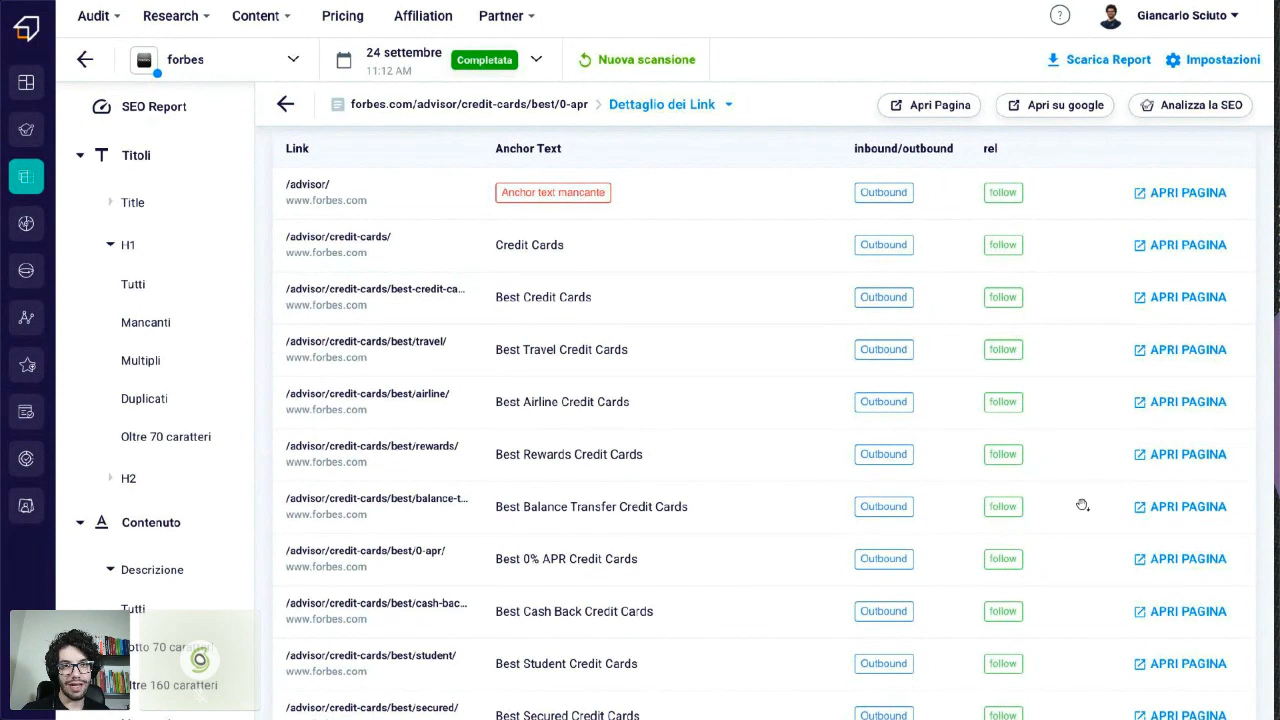 Audit Research Content Pricing Affiliation Partner ? Giancarlo Sciuto
forbes 24 settembre 11:12 AM Completata Nuova scansione Scarica Report Impostazioni
SEO Report
Titoli
Title
H1
Tutti
Mancanti
Multipli
Duplicati
Oltre 70 caratteri
H2
Contenuto
Descrizione
Tutti
otto 70 caratteri
ltre 160 caratteri
forbes.com/advisor/credit-cards/best/0-apr > Dettaglio dei Link Apri Pagina Apri su google Analizza la SEO
Link Anchor Text inbound/outbound rel
/advisor/
www.forbes.com
Anchor text mancante Outbound follow APRI PAGINA
/advisor/credit-cards/
www.forbes.com
Credit Cards Outbound follow APRI PAGINA
/advisor/credit-cards/best-credit-ca...
www.forbes.com
Best Credit Cards Outbound follow APRI PAGINA
/advisor/credit-cards/best/travel/
www.forbes.com
Best Travel Credit Cards Outbound follow APRI PAGINA
/advisor/credit-cards/best/airline/
www.forbes.com
Best Airline Credit Cards Outbound follow APRI PAGINA
/advisor/credit-cards/best/rewards/
www.forbes.com
Best Rewards Credit Cards Outbound follow APRI PAGINA
/advisor/credit-cards/best/balance-t...
www.forbes.com
Best Balance Transfer Credit Cards Outbound follow APRI PAGINA
/advisor/credit-cards/best/0-apr/
www.forbes.com
Best 0% APR Credit Cards Outbound follow APRI PAGINA
/advisor/credit-cards/best/cash-bac...
www.forbes.com
Best Cash Back Credit Cards Outbound follow APRI PAGINA
/advisor/credit-cards/best/student/
www.forbes.com
Best Student Credit Cards Outbound follow APRI PAGINA
/advisor/credit-cards/best/secured/
Best Secured Credit Cards Outbound follow APRI PAGINA